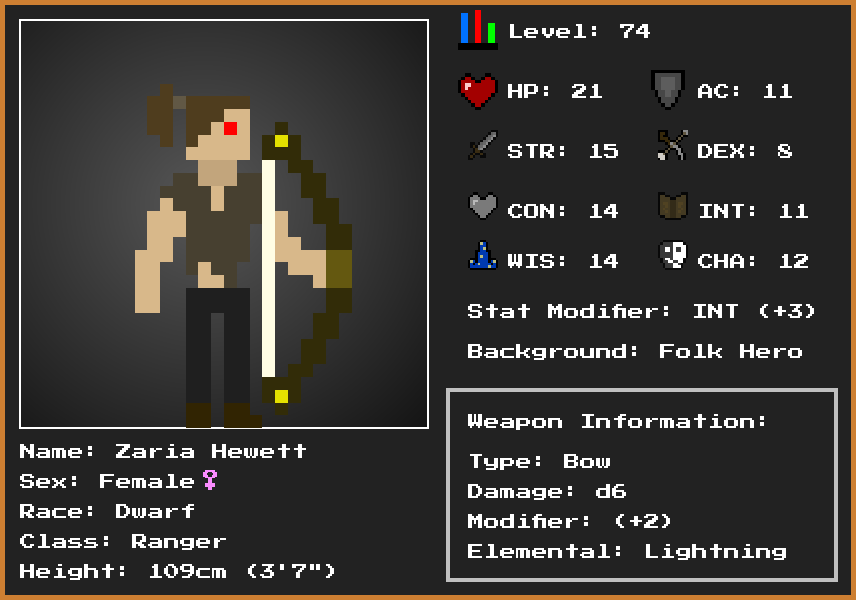 Level: 74
HP: 21
AC: 11
STR: 15
DEX: 8
CON: 14
INT: 11
WIS: 14
CHA: 12
Stat Modifier: INT (+3)
Background: Folk Hero
Name: Zaria Hewett
Sex: Female♀
Race: Dwarf
Class: Ranger
Height: 109cm (3'7")
Weapon Information:
Type: Bow
Damage: d6
Modifier: (+2)
Elemental: Lightning